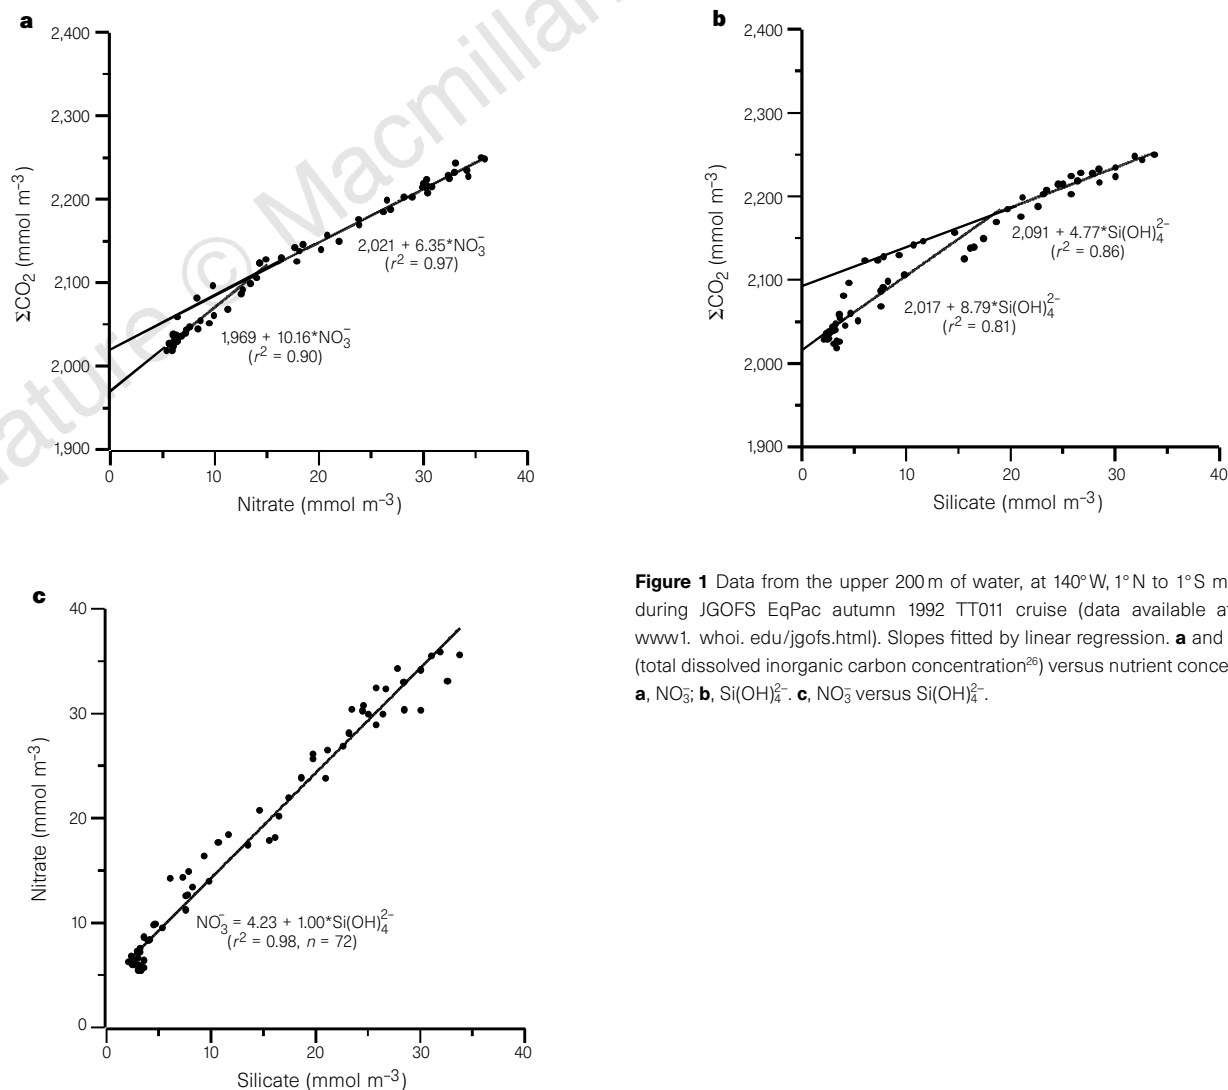 a
2,400
2,300
2,200
2,100
2,000
1,900
ΣCO₂ (mmol m⁻³)
2,021 + 6.35*NO₃⁻
(r² = 0.97)
1,969 + 10.16*NO₃⁻
(r² = 0.90)
0 10 20 30 40
Nitrate (mmol m⁻³)
b
2,400
2,300
2,200
2,100
2,000
1,900
ΣCO₂ (mmol m⁻³)
2,091 + 4.77*Si(OH)₄²⁻
(r² = 0.86)
2,017 + 8.79*Si(OH)₄²⁻
(r² = 0.81)
0 10 20 30 40
Silicate (mmol m⁻³)
c
40
30
20
10
0
Nitrate (mmol m⁻³)
NO₃⁻ = 4.23 + 1.00*Si(OH)₄²⁻
(r² = 0.98, n = 72)
0 10 20 30 40
Silicate (mmol m⁻³)
Figure 1 Data from the upper 200 m of water, at 140° W, 1° N to 1° S m
during JGOFS EqPac autumn 1992 TT011 cruise (data available at
www1. whoi. edu/jgofs.html). Slopes fitted by linear regression. a and
(total dissolved inorganic carbon concentration²⁶) versus nutrient conce
a, NO₃⁻; b, Si(OH)₄²⁻. c, NO₃⁻ versus Si(OH)₄²⁻.
ature © Macmillan